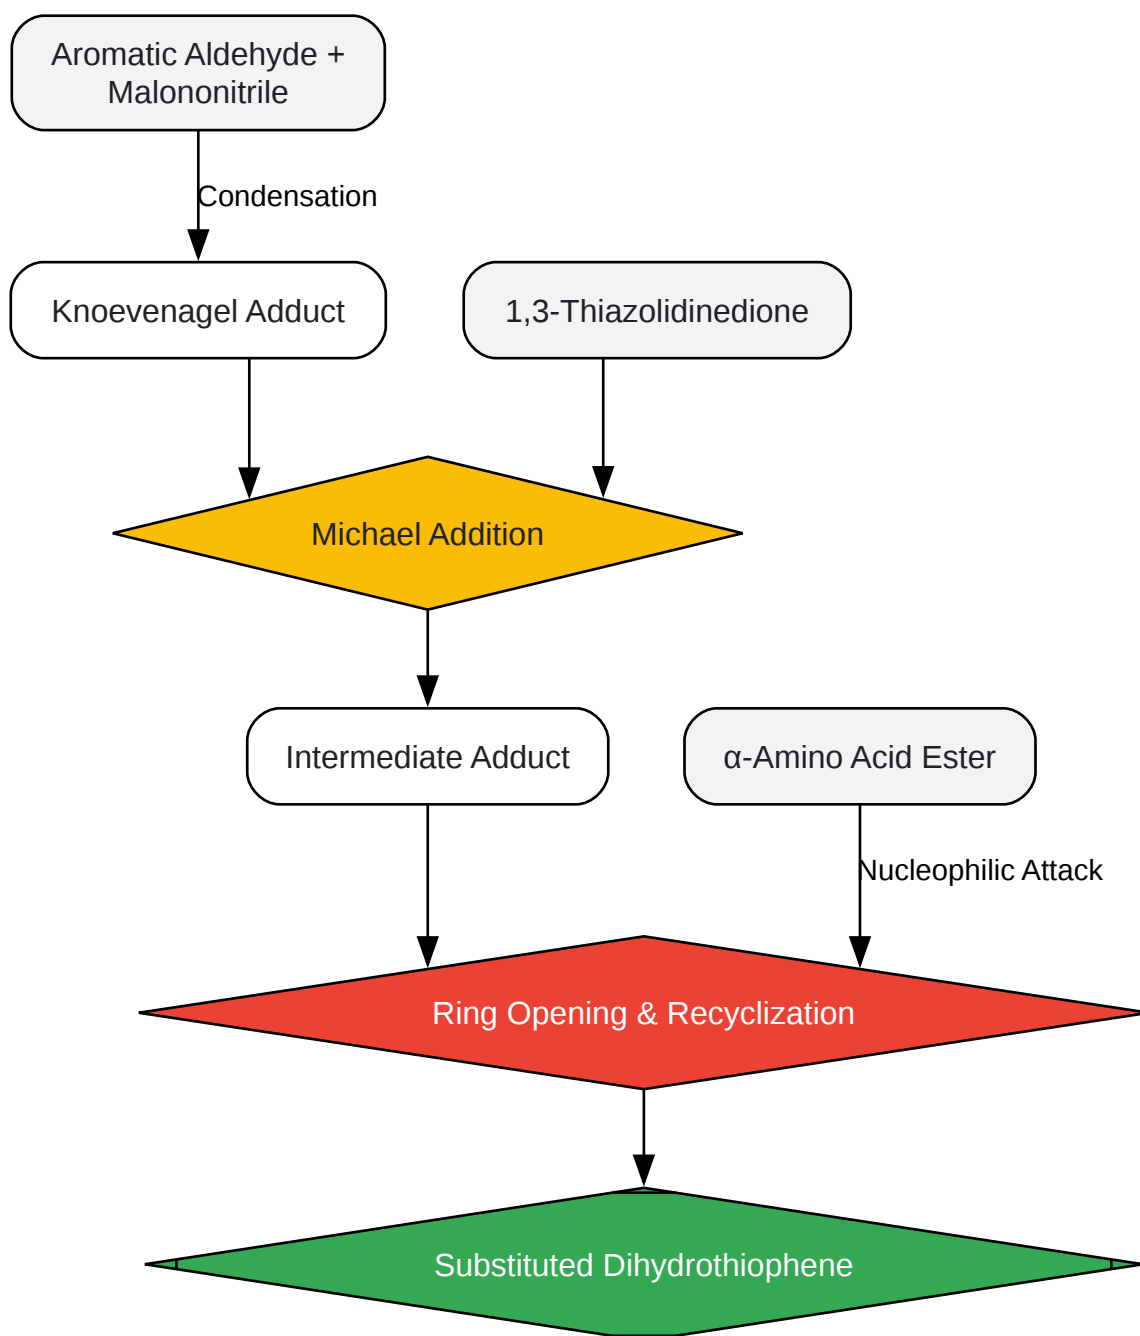 Aromatic Aldehyde +
Malononitrile
Condensation
Knoevenagel Adduct
1,3-Thiazolidinedione
Michael Addition
Intermediate Adduct
α-Amino Acid Ester
Nucleophilic Attack
Ring Opening & Recyclization
Substituted Dihydrothiophene